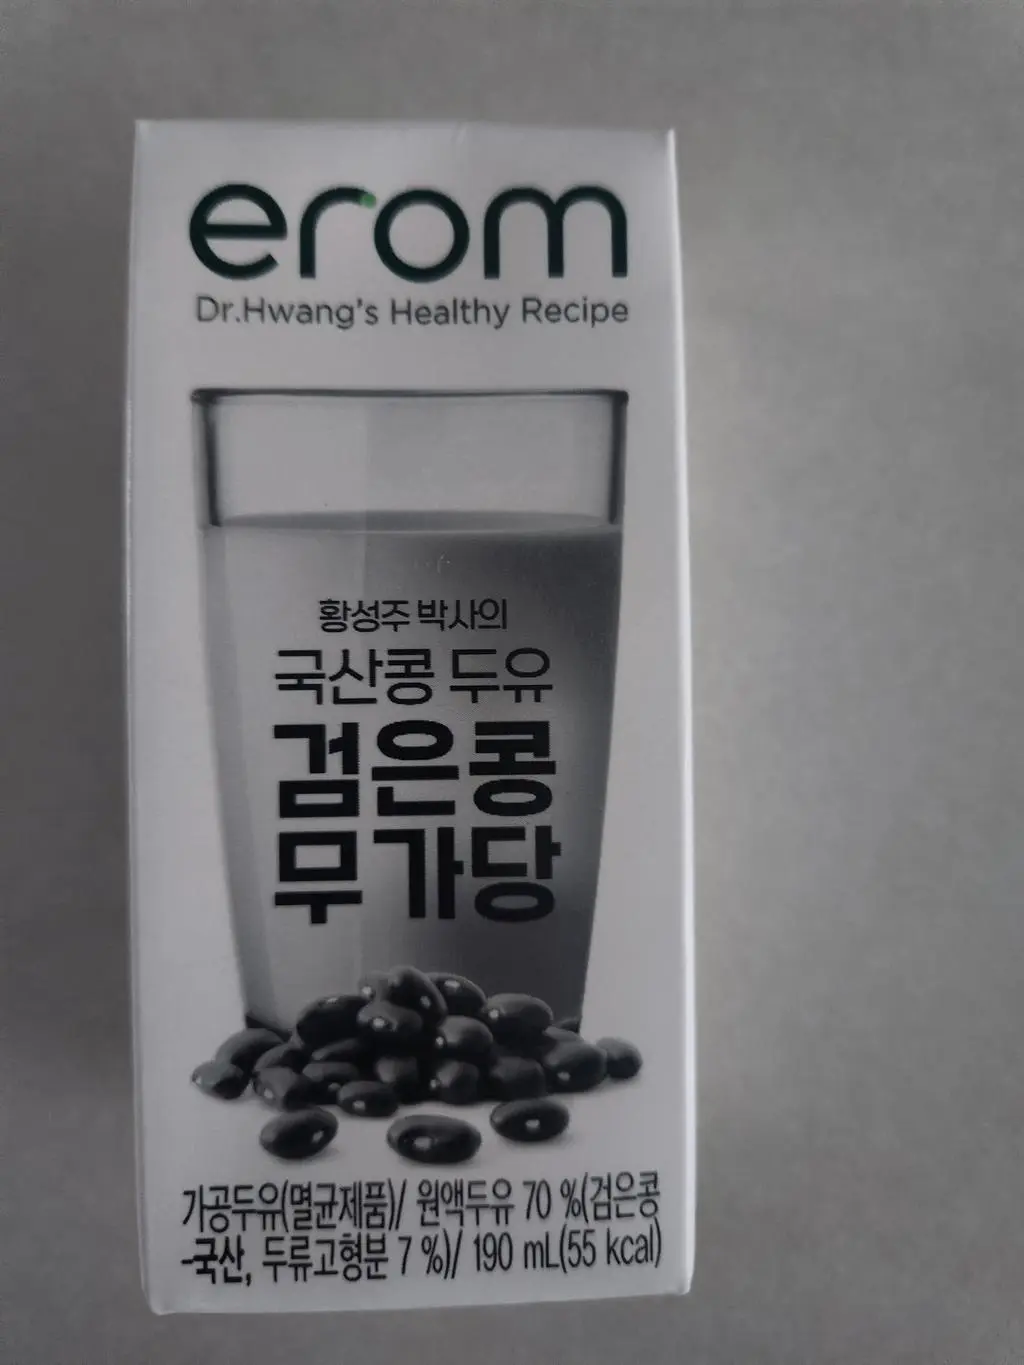 erom
Dr.Hwang's Healthy Recipe
황성주 박사의
국산콩 두유
검은콩
무가당
가공두유(멸균제품)/ 원액두유 70 %(검은콩
-국산, 두류고형분 7 %)/ 190 mL(55 kcal)